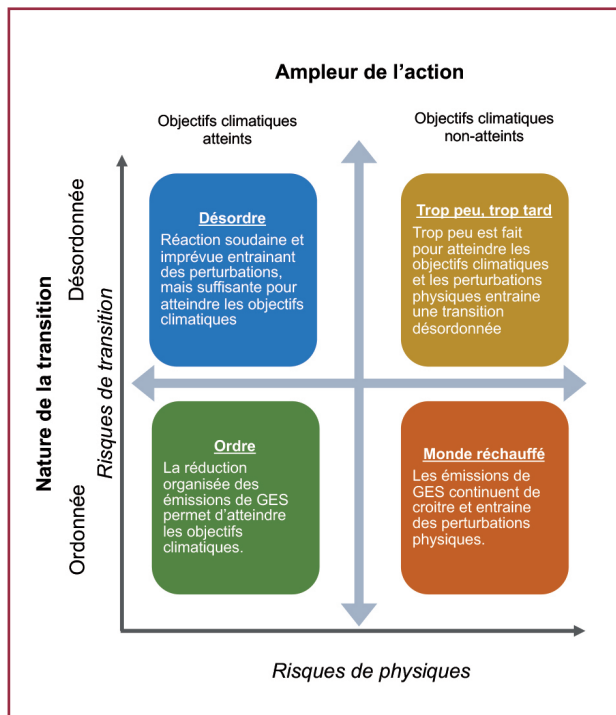 Ampleur de l'action
Objectifs climatiques
atteints
Objectifs climatiques
non-atteints
Nature de la transition
Risques de transition
Désordonnée
Ordonnée
Désordre
Réaction soudaine et
imprévue entrainant
des perturbations,
mais suffisante pour
atteindre les objectifs
climatiques
Trop peu, trop tard
Trop peu est fait
pour atteindre les
objectifs climatiques
et les perturbations
physiques entraine
une transition
désordonnée
Ordre
La réduction
organisée des
émissions de GES
permet d'atteindre
les objectifs
climatiques.
Monde réchauffé
Les émissions de
GES continuent de
croitre et entraine
des perturbations
physiques.
Risques de physiques